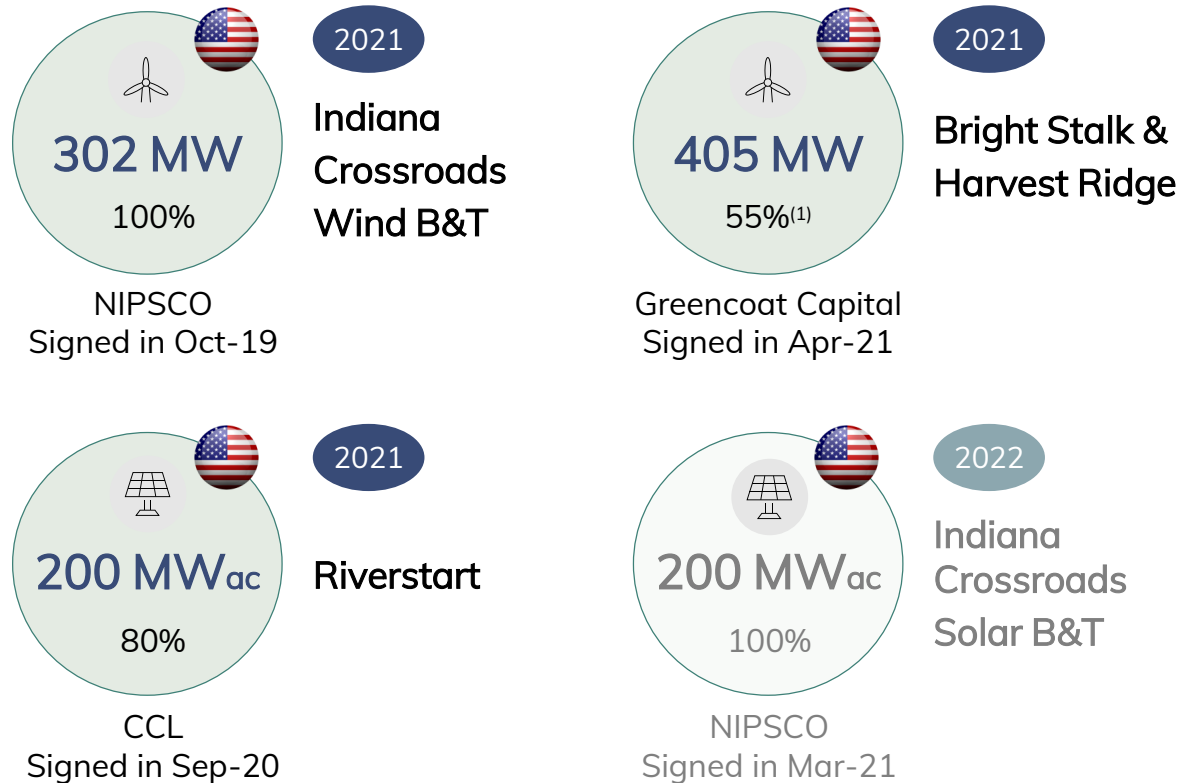 2021
302 MW
100%
Indiana
Crossroads
Wind B&T
NIPSCO
Signed in Oct-19
2021
405 MW
55%(1)
Bright Stalk &
Harvest Ridge
Greencoat Capital
Signed in Apr-21
2021
200 MWac
80%
Riverstart
CCL
Signed in Sep-20
2022
200 MWac
100%
Indiana
Crossroads
Solar B&T
NIPSCO
Signed in Mar-21